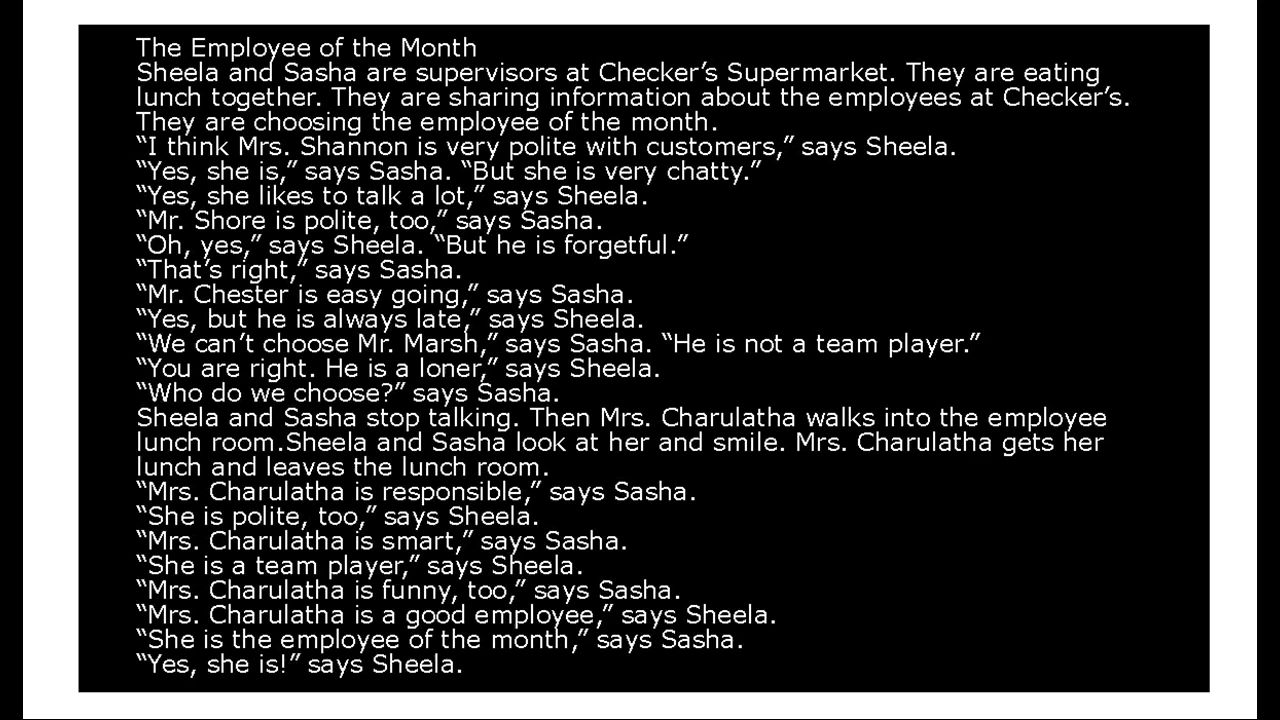 The Employee of the Month
Sheela and Sasha are supervisors at Checker’s Supermarket. They are eating
lunch together. They are sharing information about the employees at Checker’s.
They are choosing the employee of the month.
“I think Mrs. Shannon is very polite with customers,” says Sheela.
“Yes, she is,” says Sasha. “But she is very chatty.”
“Yes, she likes to talk a lot,” says Sheela.
“Mr. Shore is polite, too,” says Sasha.
“Oh, yes,” says Sheela. “But he is forgetful.”
“That’s right,” says Sasha.
“Mr. Chester is easy going,” says Sasha.
“Yes, but he is always late,” says Sheela.
“We can’t choose Mr. Marsh,” says Sasha. “He is not a team player.”
“You are right. He is a loner,” says Sheela.
“Who do we choose?” says Sasha.
Sheela and Sasha stop talking. Then Mrs. Charulatha walks into the employee
lunch room.Sheela and Sasha look at her and smile. Mrs. Charulatha gets her
lunch and leaves the lunch room.
“Mrs. Charulatha is responsible,” says Sasha.
“She is polite, too,” says Sheela.
“Mrs. Charulatha is smart,” says Sasha.
“She is a team player,” says Sheela.
“Mrs. Charulatha is funny, too,” says Sasha.
“Mrs. Charulatha is a good employee,” says Sheela.
“She is the employee of the month,” says Sasha.
“Yes, she is!” says Sheela.